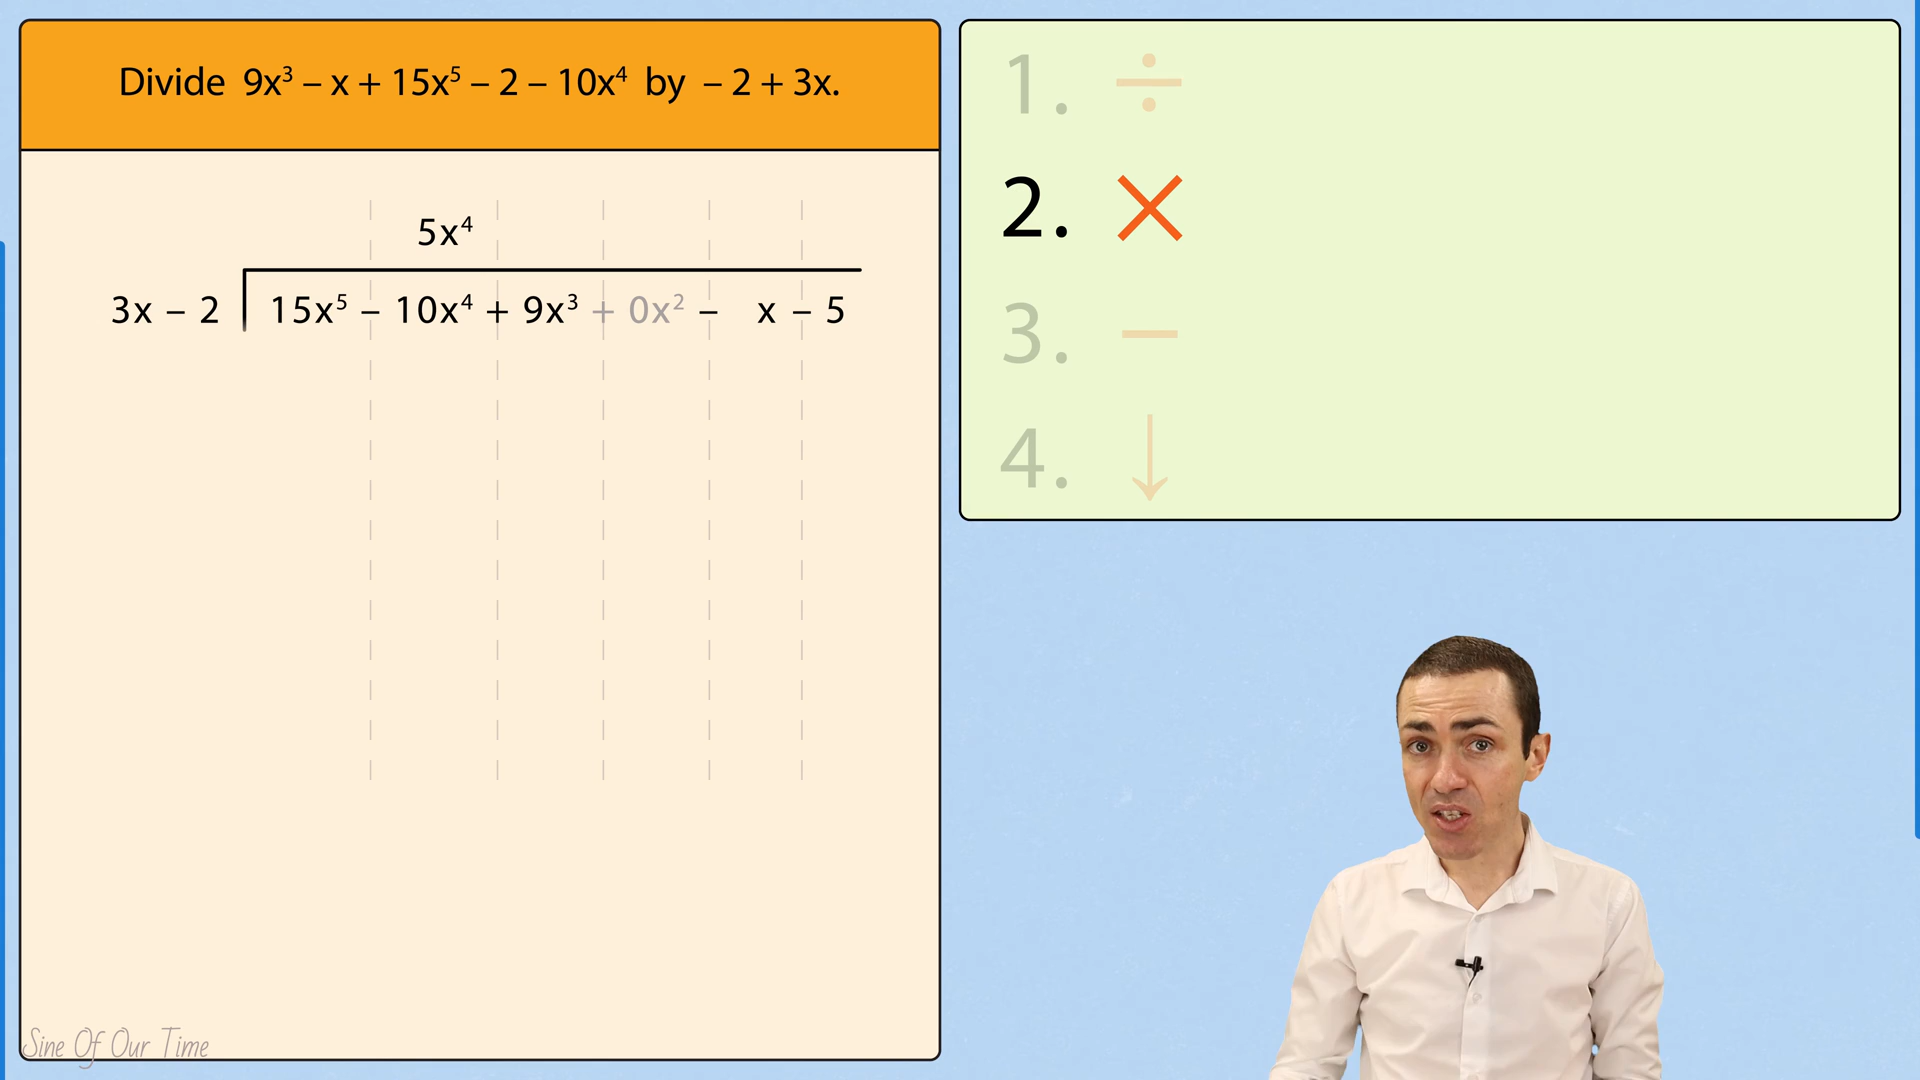 Divide 9x³ – x + 15x⁵ – 2 – 10x⁴ by – 2 + 3x.
5x⁴
3x – 2 15x⁵ – 10x⁴ + 9x³ + 0x² – x – 5
1. ÷
2. ×
3. –
4. ↓
Sine Of Our Time